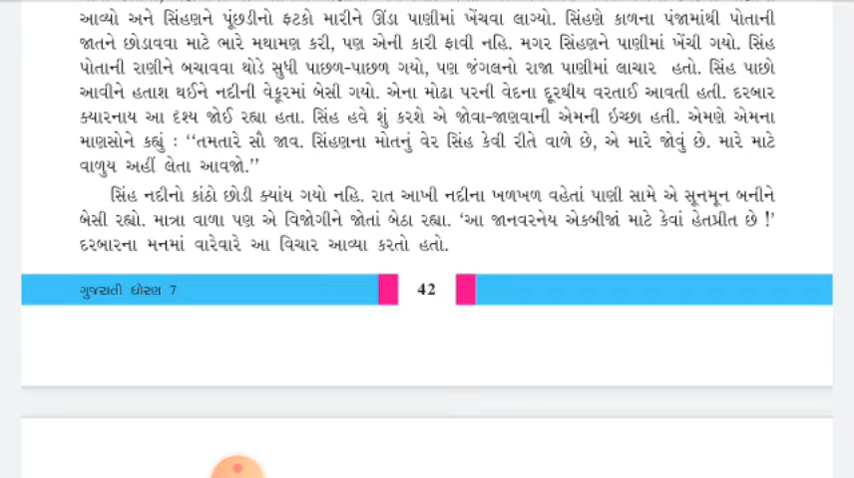 આવ્યો અને સિંહણને પૂંછડીનો ફટકો મારીને ઊંડા પાણીમાં ખેંચવા લાગ્યો. સિંહણે કાળના પંજામાંથી પોતાની
જાતને છોડાવવા માટે ભારે મથામણ કરી, પણ એની કારી ફાવી નહિ. મગર સિંહણને પાણીમાં ખેંચી ગયો. સિંહ
પોતાની રાણીને બચાવવા થોડે સુધી પાછળ-પાછળ ગયો, પણ જંગલનો રાજા પાણીમાં લાચાર હતો. સિંહ પાછો
આવીને હતાશ થઈને નદીની વેકૂરમાં બેસી ગયો. એના મોઢા પરની વેદના દૂરથીય વરતાઈ આવતી હતી. દરબાર
ક્યારનાય આ દૃશ્ય જોઈ રહ્યા હતા. સિંહ હવે શું કરશે એ જોવા-જાણવાની એમની ઇચ્છા હતી. એમણે એમના
માણસોને કહ્યું : ‘‘તમતારે સૌ જાવ. સિંહણના મોતનું વેર સિંહ કેવી રીતે વાળે છે, એ મારે જોવું છે. મારે માટે
વાળુય અહીં લેતા આવજો.’’
સિંહ નદીનો કાંઠો છોડી ક્યાંય ગયો નહિ. રાત આખી નદીના ખળખળ વહેતાં પાણી સામે એ સૂનમૂન બનીને
બેસી રહ્યો. માત્રા વાળા પણ એ વિજોગીને જોતાં બેઠા રહ્યા. ‘આ જાનવરનેય એકબીજાં માટે કેવાં હેતપ્રીત છે !’
દરબારના મનમાં વારેવારે આ વિચાર આવ્યા કરતો હતો.
ગુજરાતી ધોરણ 7
42